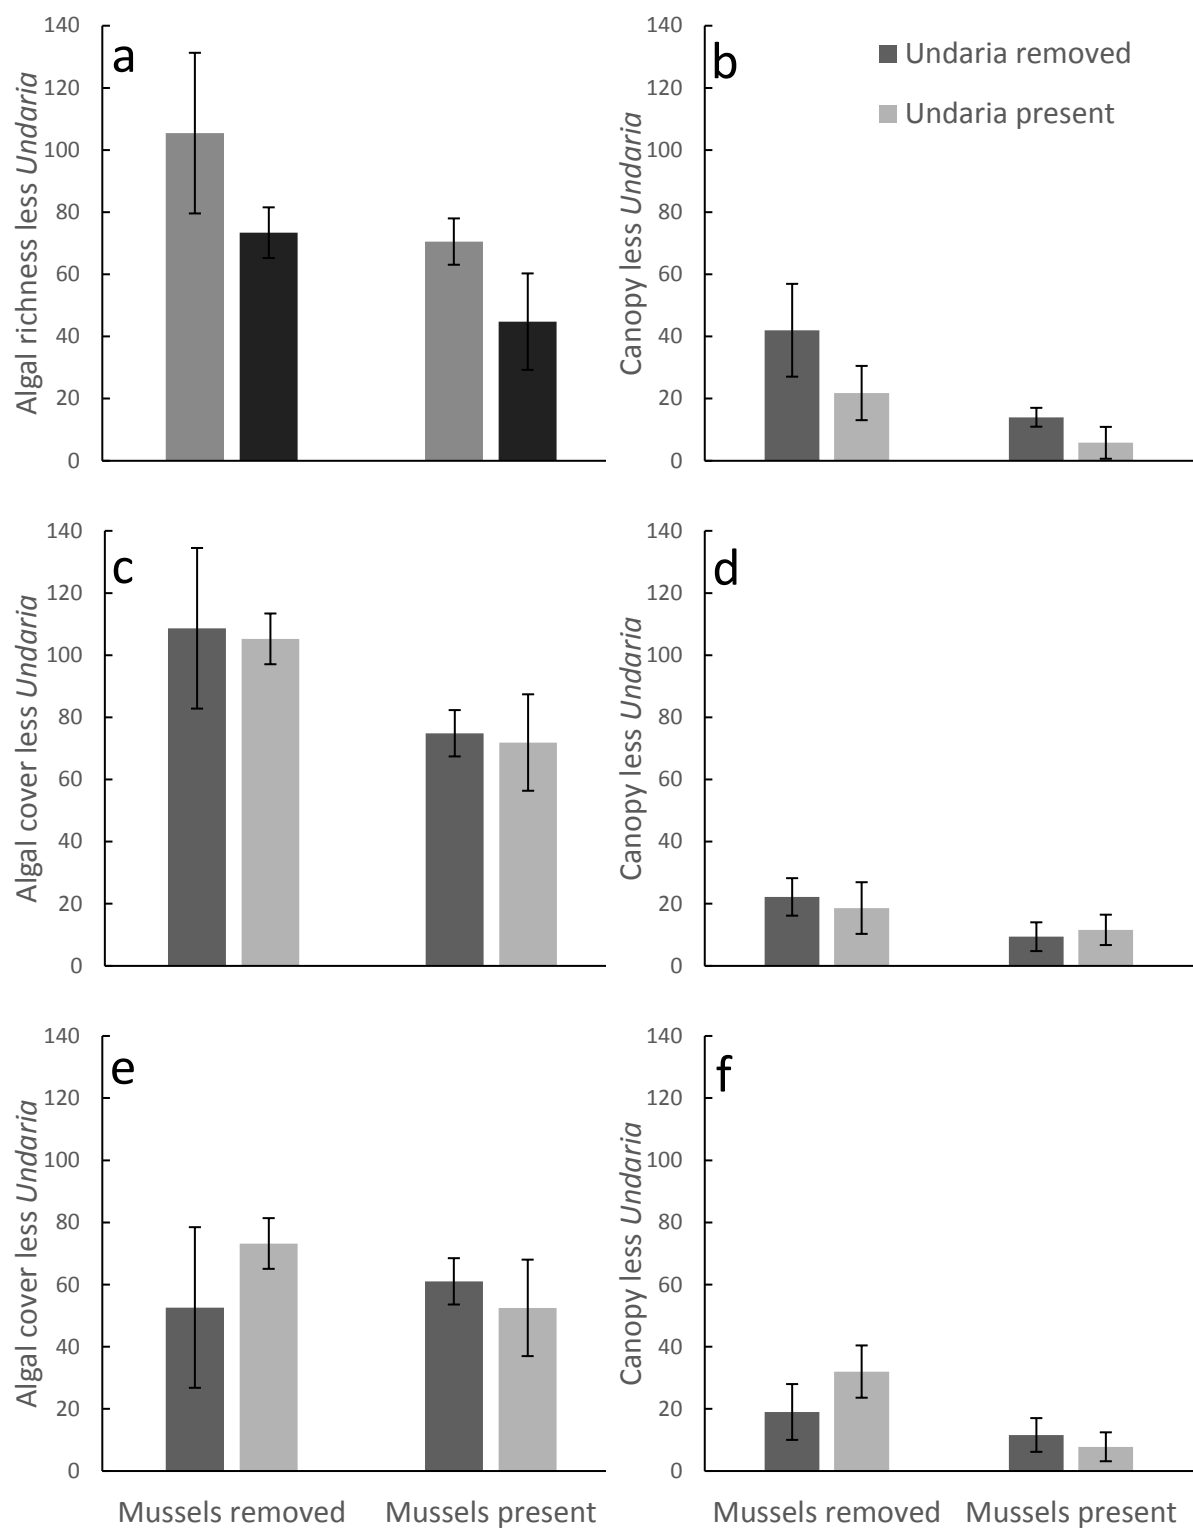 a
140
120
100
80
60
40
20
0
Algal richness less Undaria
b
Undaria removed
Undaria present
140
120
100
80
60
40
20
0
Canopy less Undaria
c
140
120
100
80
60
40
20
0
Algal cover less Undaria
d
140
120
100
80
60
40
20
0
Canopy less Undaria
e
140
120
100
80
60
40
20
0
Algal cover less Undaria
Mussels removed
Mussels present
f
140
120
100
80
60
40
20
0
Canopy less Undaria
Mussels removed
Mussels present